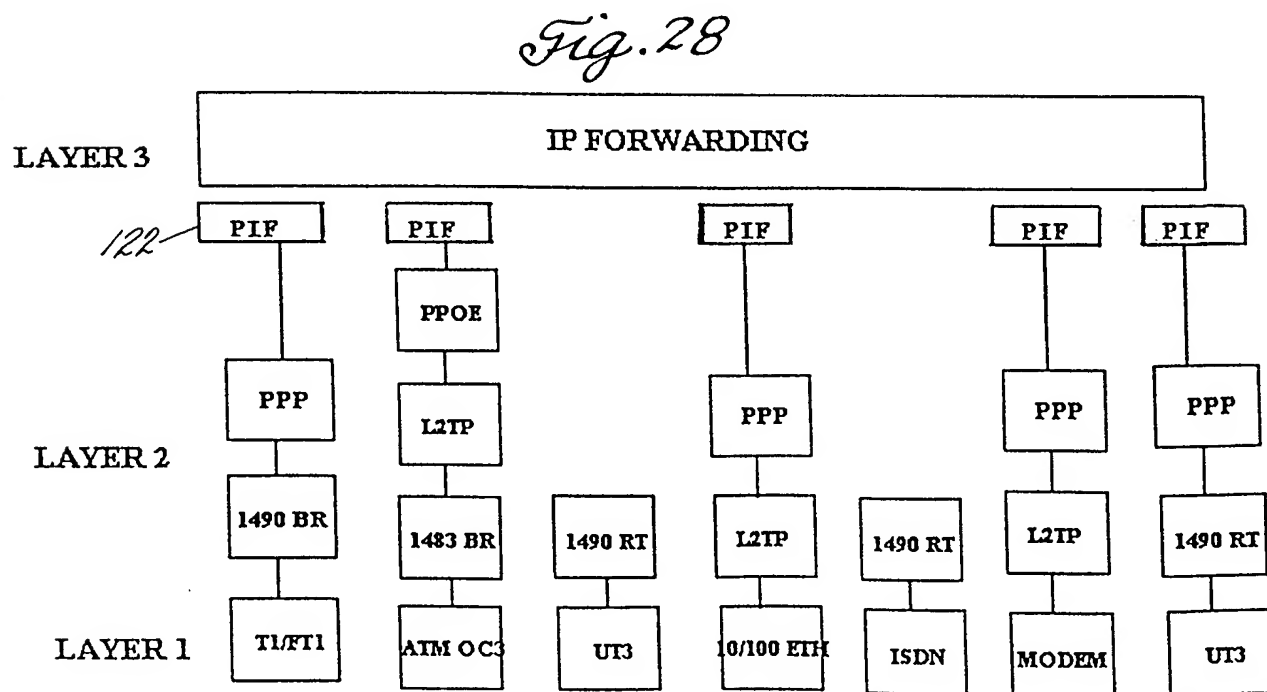 Fig. 28
IP FORWARDING
LAYER 3
122
PIF PIF PIF PIF PIF
PPOE
PPP L2TP PPP PPP PPP
LAYER 2
1490 BR 1483 BR 1490 RT L2TP 1490 RT L2TP 1490 RT
LAYER 1 T1/FT1 ATM OC3 UT3 10/100 ETH ISDN MODEM UT3